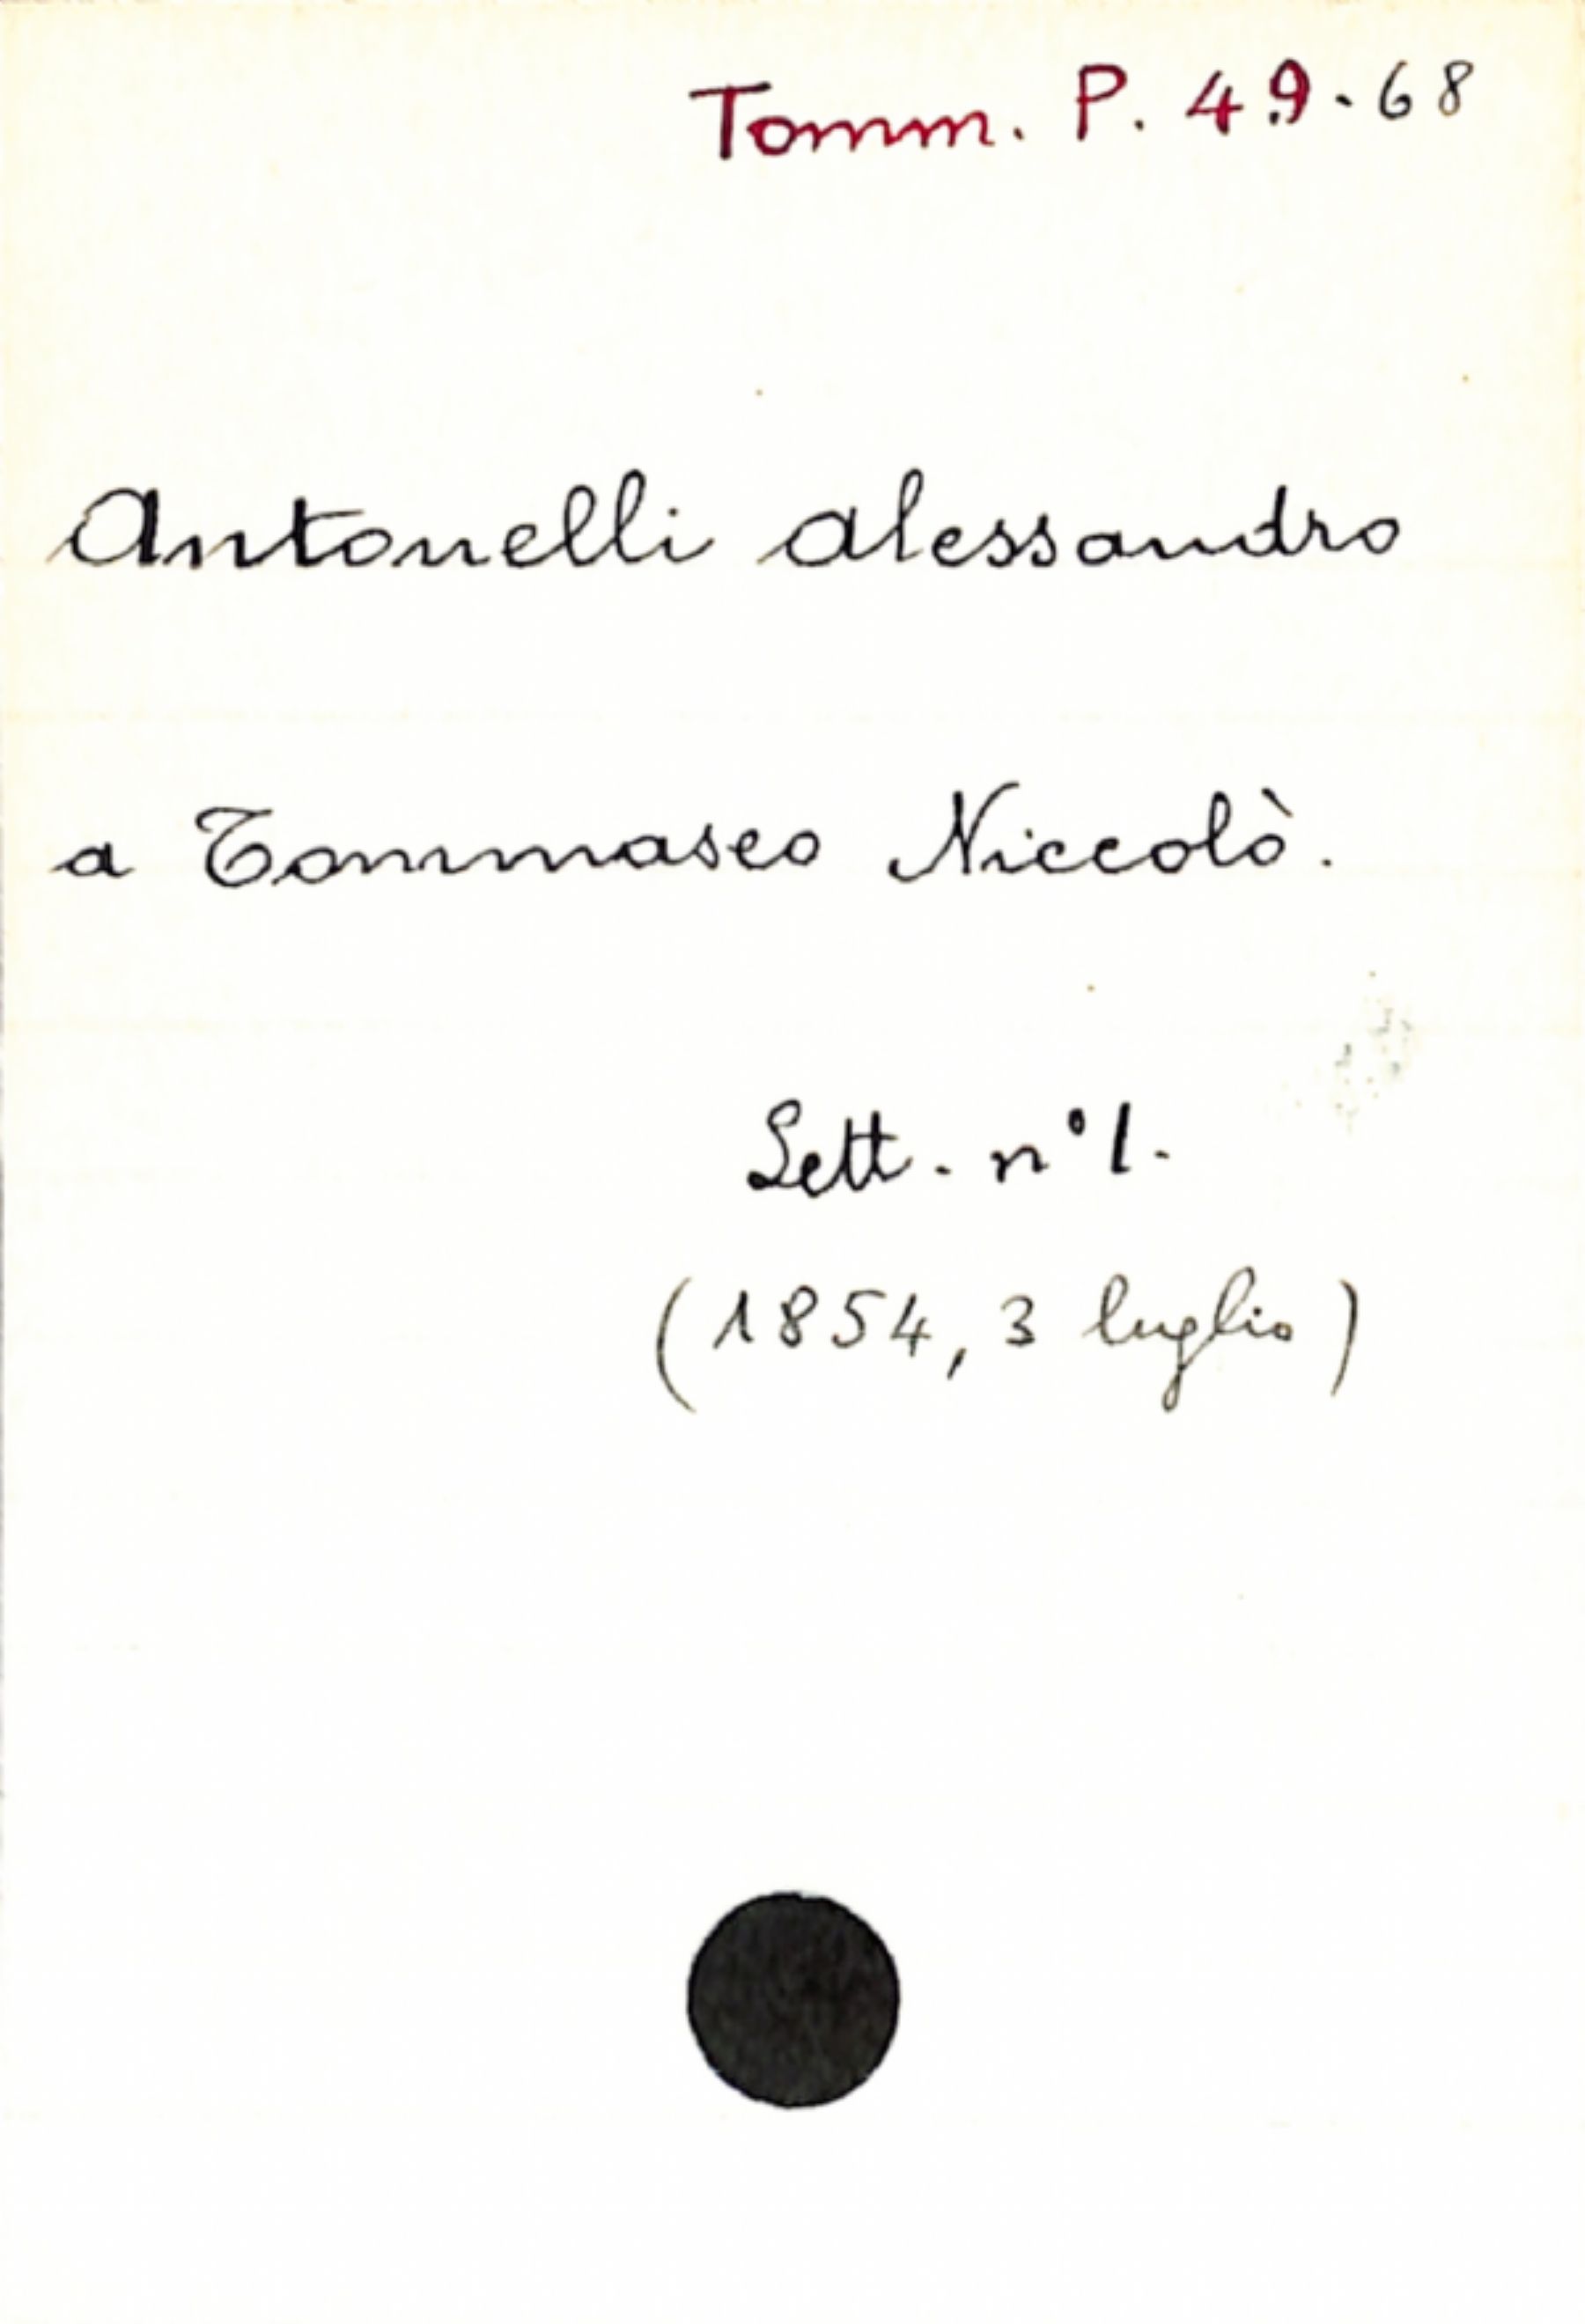 Tomm. P. 49.68
Antonelli Alessandro
a Tommaseo Niccolò.
Lett. n° 1.
(1854, 3 luglio)